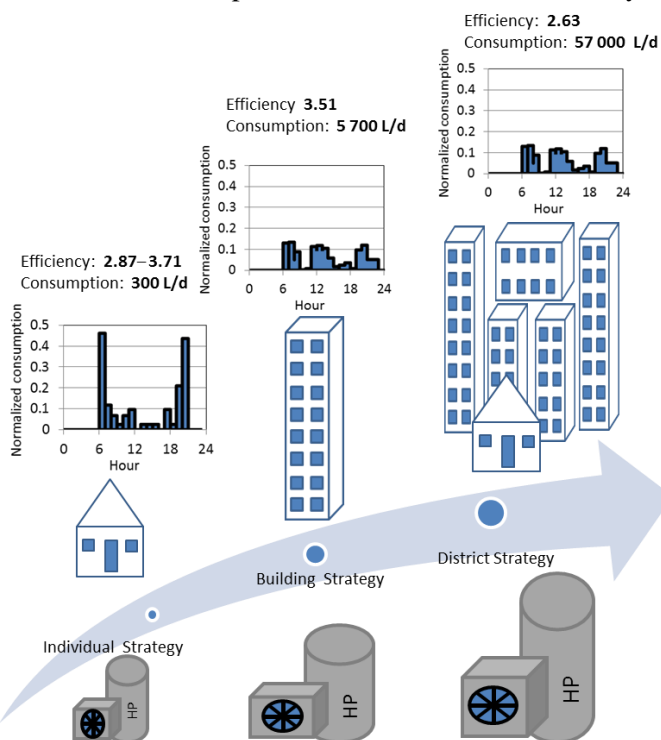 Efficiency: 2.63
Consumption: 57 000 L/d
Normalized consumption
0.5
0.4
0.3
0.2
0.1
0
0 6 12 18 24
Hour
Efficiency 3.51
Consumption: 5 700 L/d
Normalized consumption
0.5
0.4
0.3
0.2
0.1
0
0 6 12 18 24
Hour
Efficiency: 2.87–3.71
Consumption: 300 L/d
Normalized consumption
0.5
0.4
0.3
0.2
0.1
0
0 6 12 18 24
Hour
District Strategy
Building Strategy
Individual Strategy
HP
HP
HP